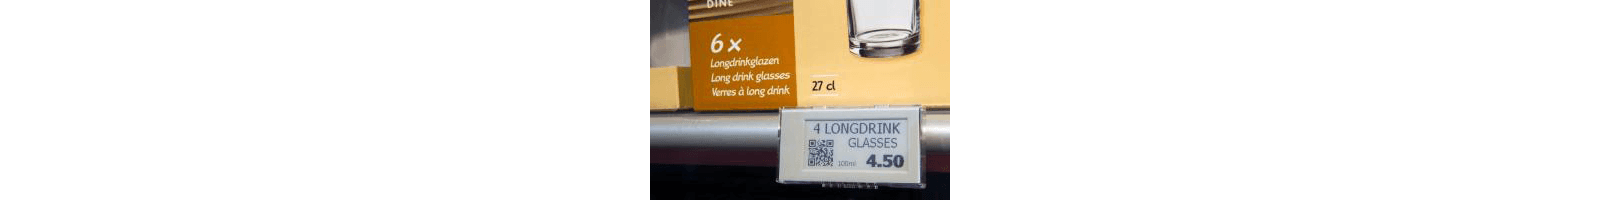 DINE
6 x
Longdrinkglazen
Long drink glasses
Verres à long drink
27 cl
4 LONGDRINK
GLASSES
100ml 4.50